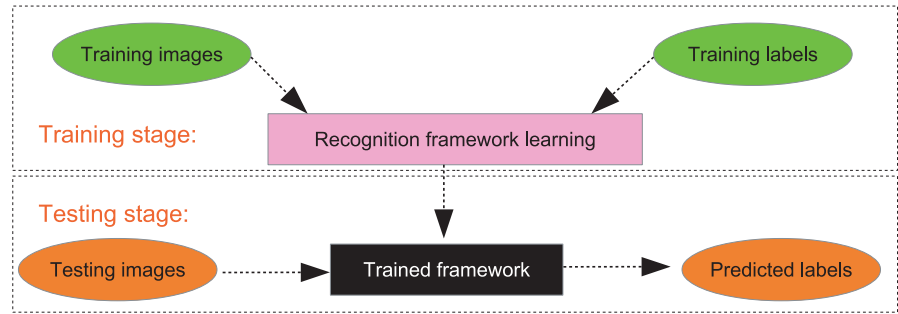 Training images
Training labels
Training stage:
Recognition framework learning
Testing stage:
Testing images
Trained framework
Predicted labels